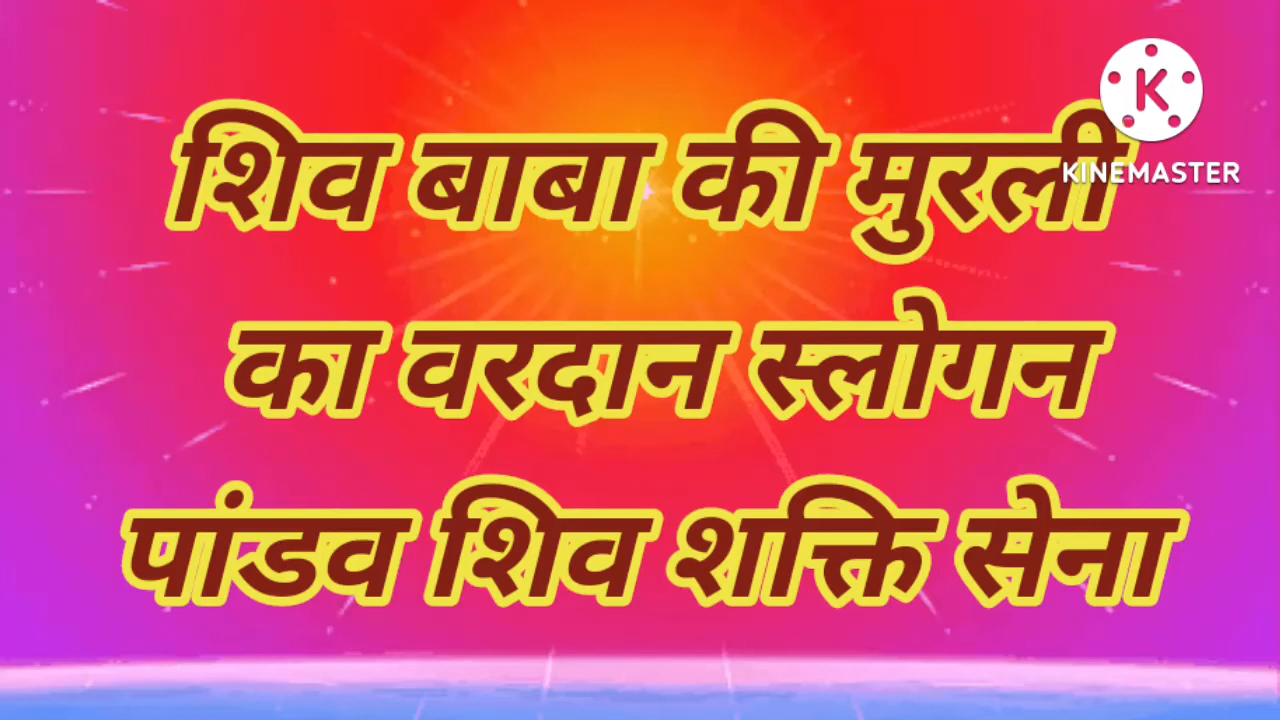 शिव बाबा की मुरली
KINEMASTER
का वरदान स्लोगन
पांडव शिव शक्ति सेना